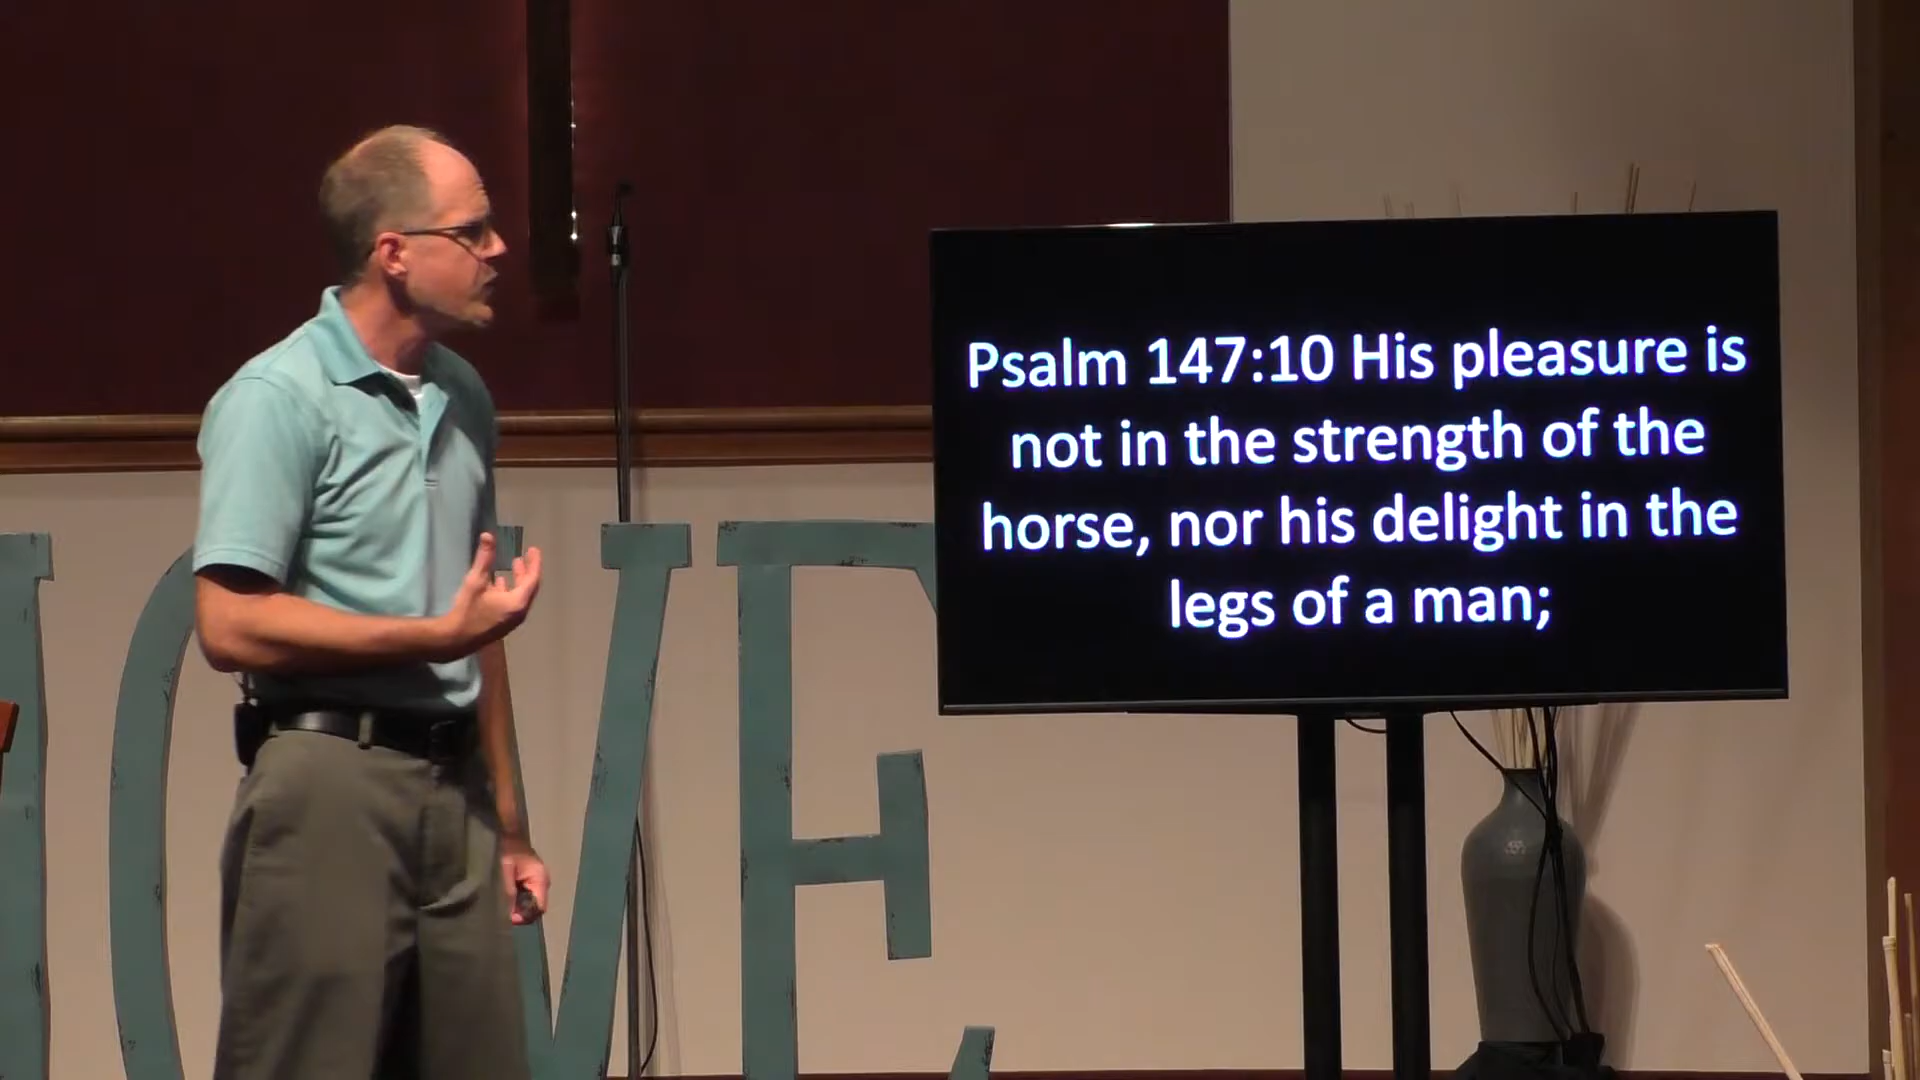 Psalm 147:10 His pleasure is
not in the strength of the
horse, nor his delight in the
legs of a man;
OVE